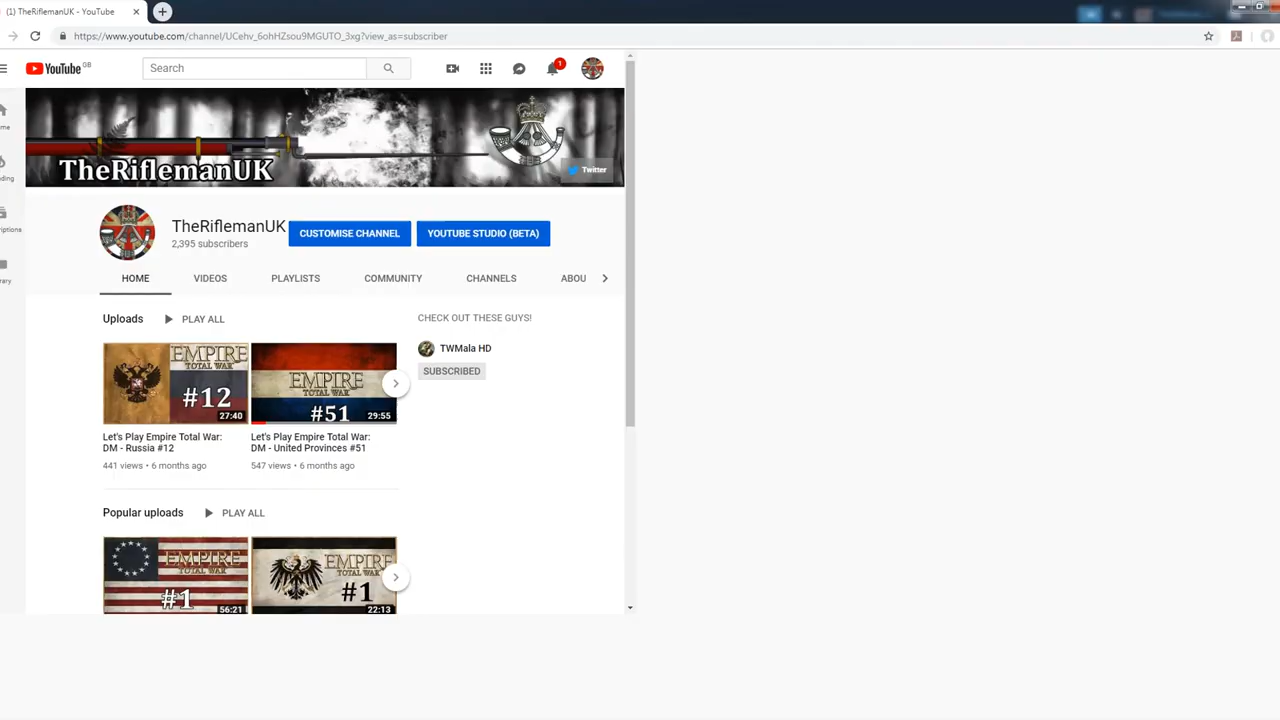 (1) TheRiflemanUK - YouTube
https://www.youtube.com/channel/UCehv_6ohHZsou9MGUTO_3xg?view_as=subscriber
YouTube GB
Search
1
TheRiflemanUK
Twitter
TheRiflemanUK
2,395 subscribers
CUSTOMISE CHANNEL
YOUTUBE STUDIO (BETA)
HOME VIDEOS PLAYLISTS COMMUNITY CHANNELS ABOU
Uploads PLAY ALL
CHECK OUT THESE GUYS!
TWMala HD
SUBSCRIBED
EMPIRE
TOTAL WAR
#12
27:40
EMPIRE
TOTAL WAR
#51
29:55
Let's Play Empire Total War:
DM - Russia #12
441 views • 6 months ago
Let's Play Empire Total War:
DM - United Provinces #51
547 views • 6 months ago
Popular uploads PLAY ALL
EMPIRE
TOTAL WAR
#1
56:21
EMPIRE
TOTAL WAR
#1
22:13